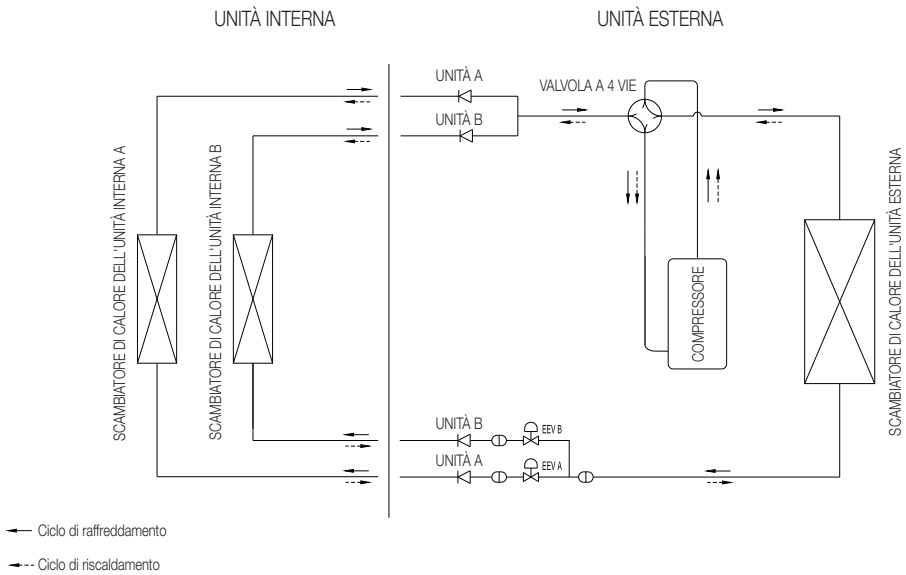 UNITÀ INTERNA
UNITÀ ESTERNA
UNITÀ A
VALVOLA A 4 VIE
UNITÀ B
SCAMBIATORE DI CALORE DELL'UNITÀ INTERNA A
SCAMBIATORE DI CALORE DELL'UNITÀ INTERNA B
COMPRESSORE
SCAMBIATORE DI CALORE DELL'UNITÀ ESTERNA
UNITÀ B
EEV B
UNITÀ A
EEV A
Ciclo di raffreddamento
Ciclo di riscaldamento